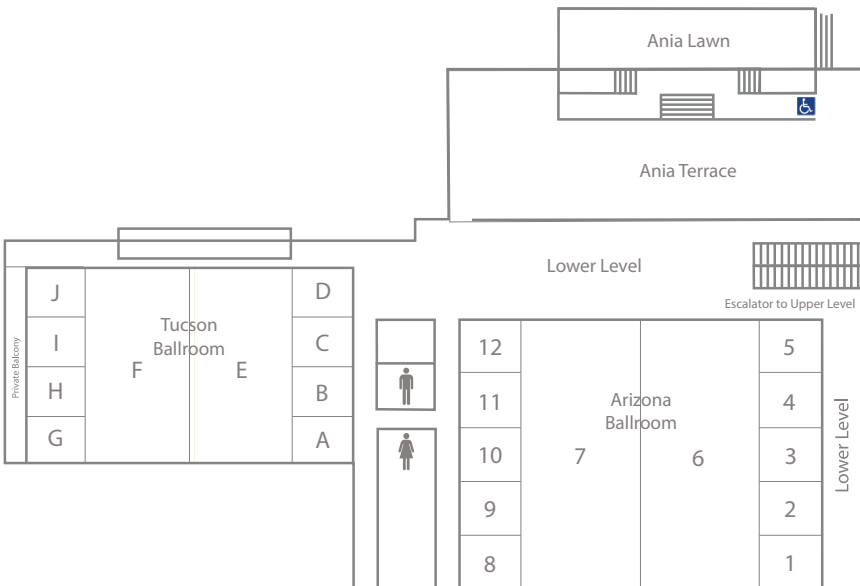 Ania Lawn
Ania Terrace
Lower Level
Escalator to Upper Level
Private Balcony
J
I
H
G
Tucson
Ballroom
F
E
D
C
B
A
12
11
10
9
8
Arizona
Ballroom
7
6
5
4
3
2
1
Lower Level